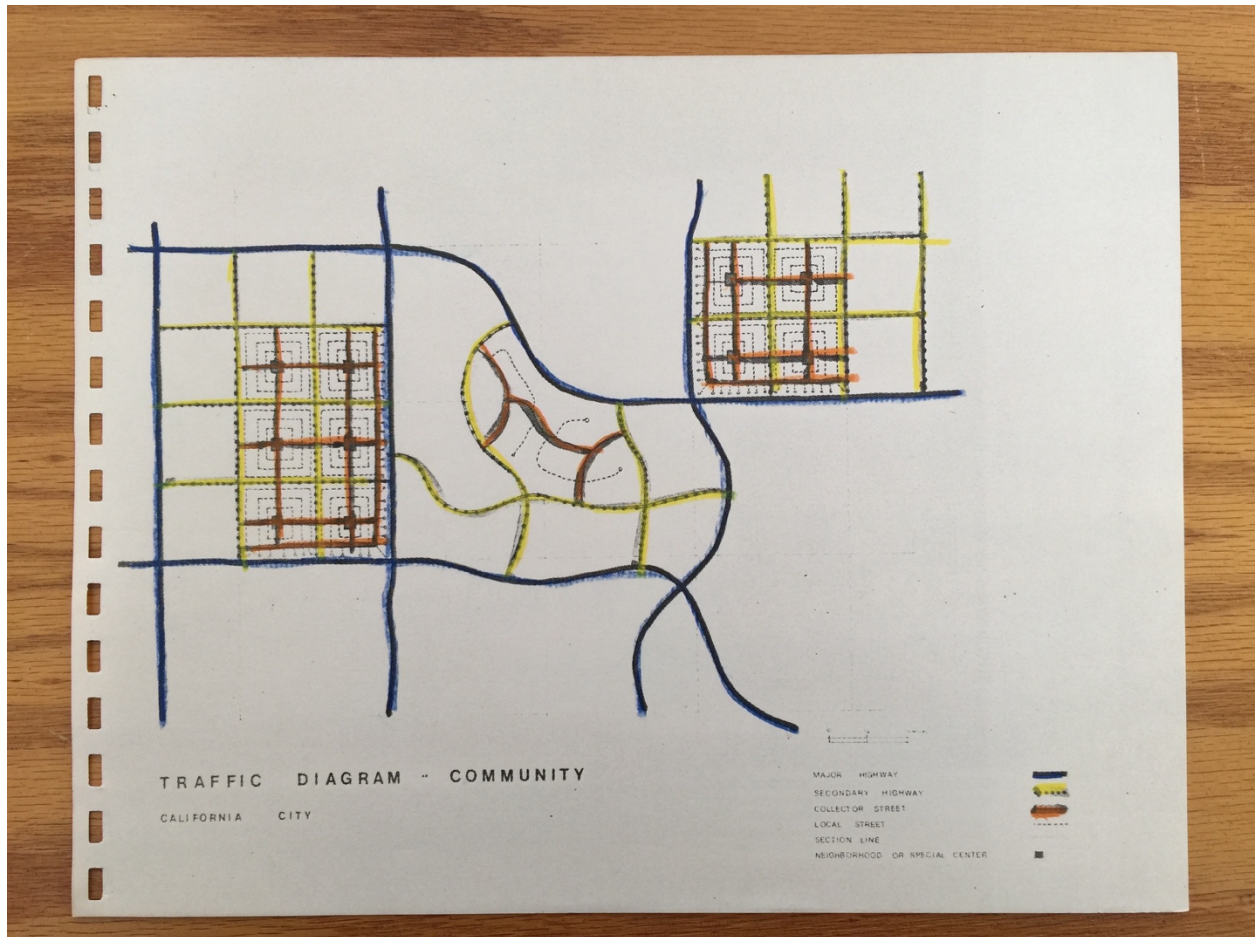 TRAFFIC DIAGRAM - COMMUNITY
CALIFORNIA CITY
MAJOR HIGHWAY
SECONDARY HIGHWAY
COLLECTOR STREET
LOCAL STREET
SECTION LINE
NEIGHBORHOOD OR SPECIAL CENTER